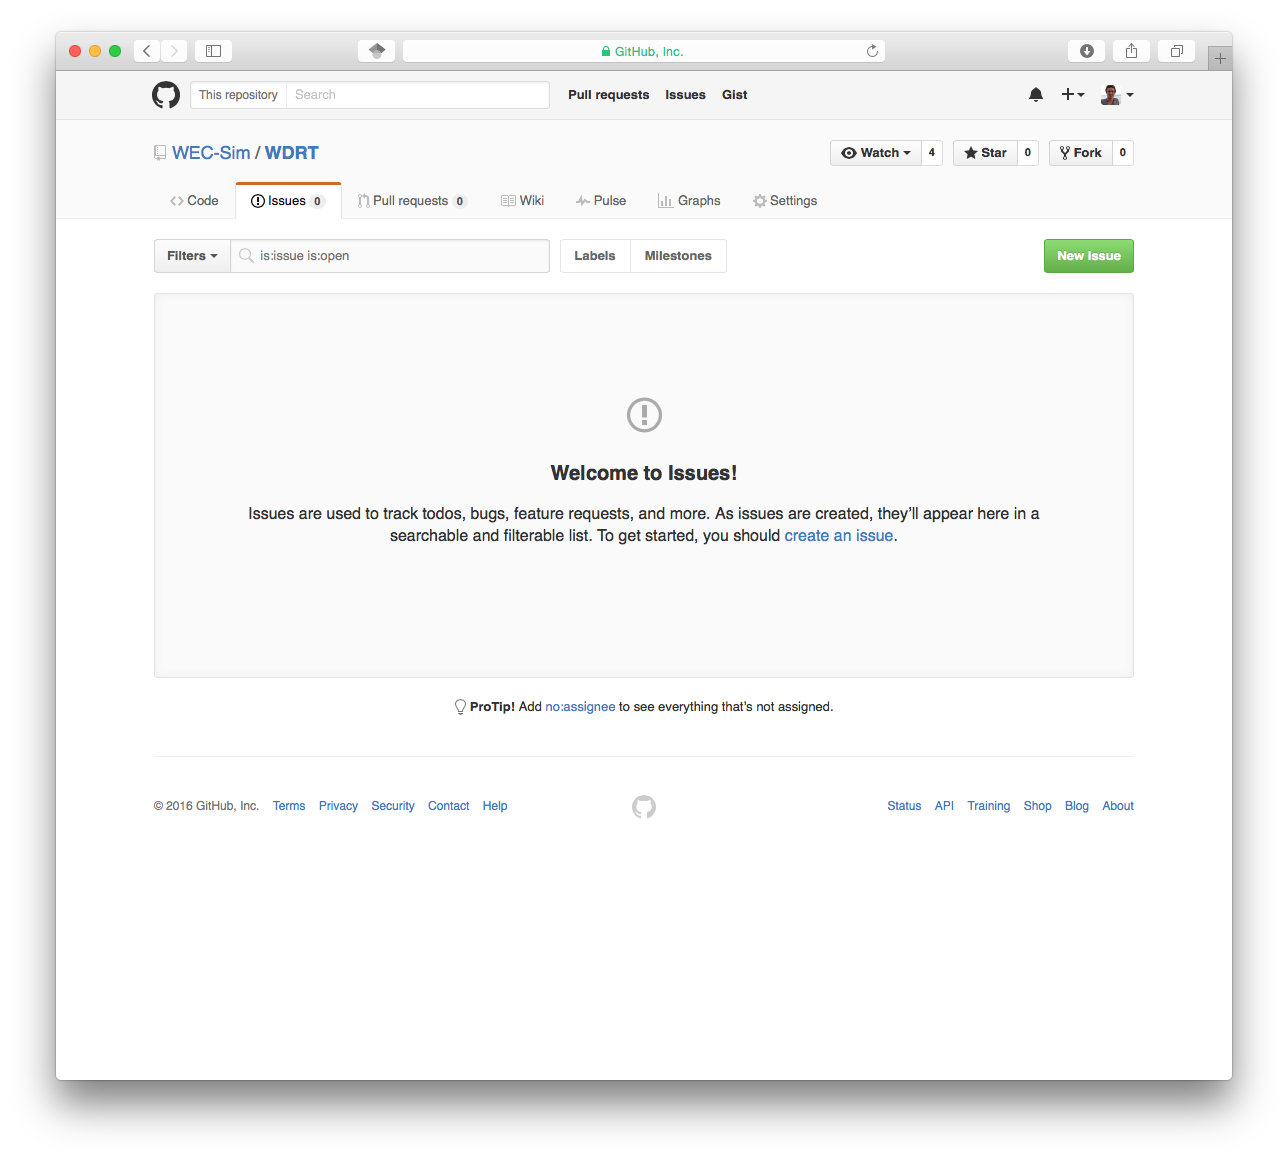 GitHub, Inc.
This repository Search Pull requests Issues Gist
WEC-Sim / WDRT Watch 4 Star 0 Fork 0
Code Issues 0 Pull requests 0 Wiki Pulse Graphs Settings
Filters is:issue is:open Labels Milestones New issue
Welcome to Issues!
Issues are used to track todos, bugs, feature requests, and more. As issues are created, they’ll appear here in a
searchable and filterable list. To get started, you should create an issue.
ProTip! Add no:assignee to see everything that’s not assigned.
© 2016 GitHub, Inc. Terms Privacy Security Contact Help Status API Training Shop Blog About